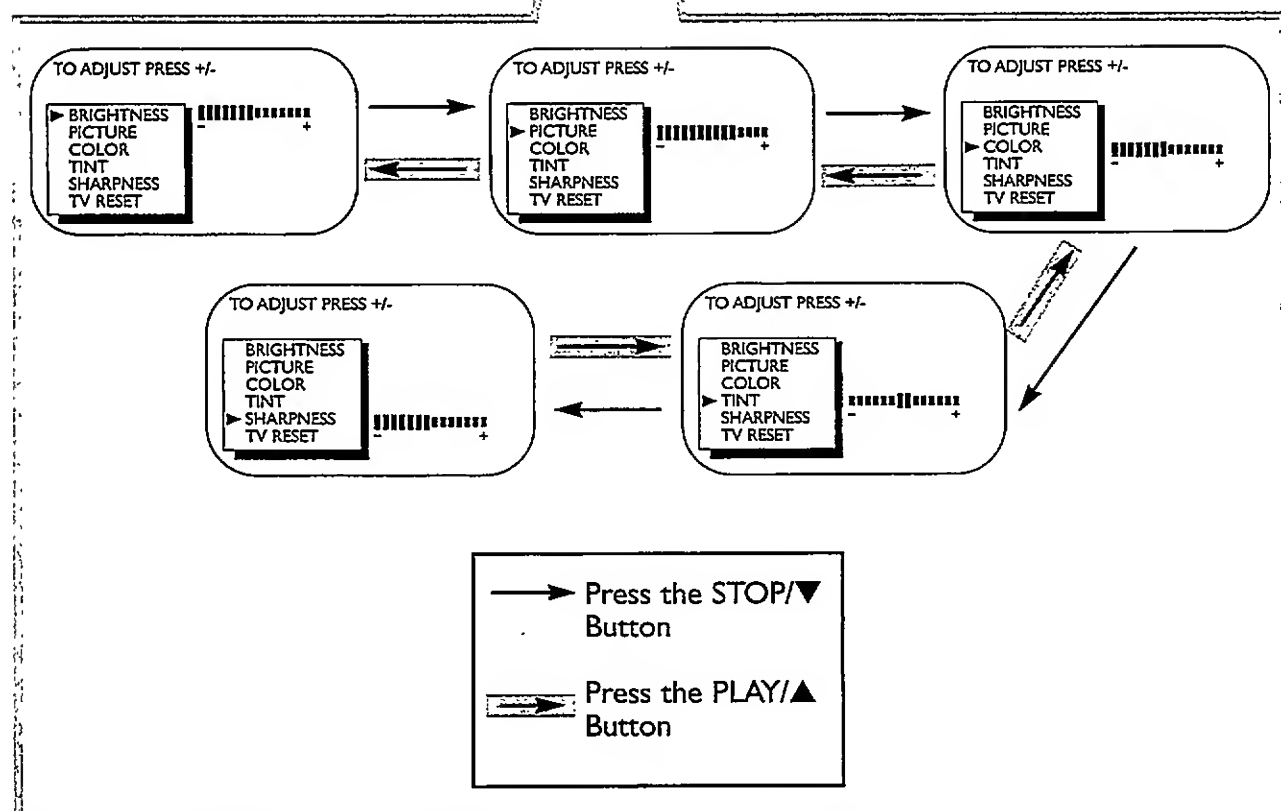 TO ADJUST PRESS +/-
▶ BRIGHTNESS
PICTURE
COLOR
TINT
SHARPNESS
TV RESET
- +
TO ADJUST PRESS +/-
BRIGHTNESS
▶ PICTURE
COLOR
TINT
SHARPNESS
TV RESET
- +
TO ADJUST PRESS +/-
BRIGHTNESS
PICTURE
▶ COLOR
TINT
SHARPNESS
TV RESET
- +
TO ADJUST PRESS +/-
BRIGHTNESS
PICTURE
COLOR
TINT
▶ SHARPNESS
TV RESET
- +
TO ADJUST PRESS +/-
BRIGHTNESS
PICTURE
COLOR
▶ TINT
SHARPNESS
TV RESET
- +
Press the STOP/▼
Button
Press the PLAY/▲
Button